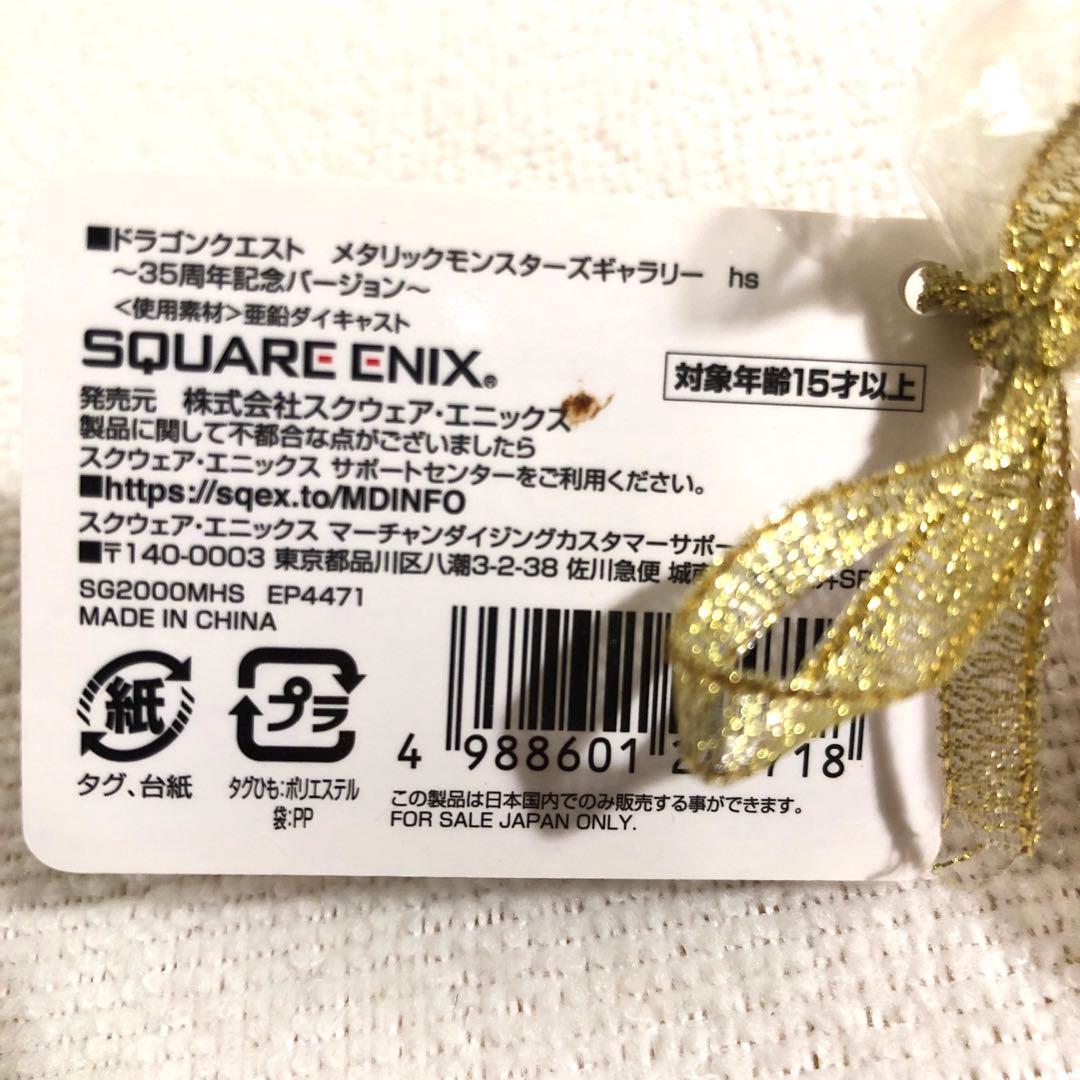 ■ドラゴンクエスト　メタリックモンスターズギャラリー　hs
～35周年記念バージョン～
<使用素材>亜鉛ダイキャスト
SQUARE ENIX®
対象年齢15才以上
発売元　株式会社スクウェア・エニックス
製品に関して不都合な点がございましたら
スクウェア・エニックス サポートセンターをご利用ください。
■https://sqex.to/MDINFO
スクウェア・エニックス マーチャンダイジングカスタマーサポー
■〒140-0003 東京都品川区八潮3-2-38 佐川急便 城南
SG2000MHS　EP4471
MADE IN CHINA
紙
プラ
タグ、台紙
タグひも:ポリエステル
袋:PP
4 988601 2 718
この製品は日本国内でのみ販売する事ができます。
FOR SALE JAPAN ONLY.